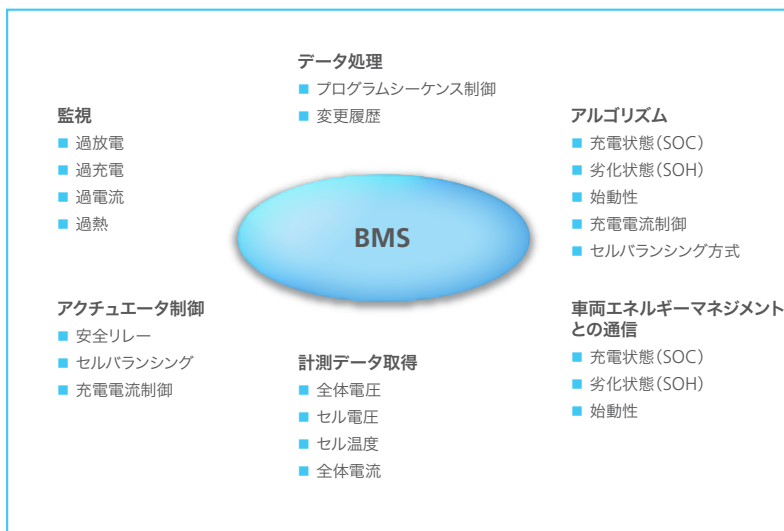 データ処理
プログラムシーケンス制御
変更履歴
監視
過放電
過充電
過電流
過熱
アルゴリズム
充電状態(SOC)
劣化状態(SOH)
始動性
充電電流制御
セルバランシング方式
BMS
アクチュエータ制御
安全リレー
セルバランシング
充電電流制御
計測データ取得
全体電圧
セル電圧
セル温度
全体電流
車両エネルギーマネジメント
との通信
充電状態(SOC)
劣化状態(SOH)
始動性